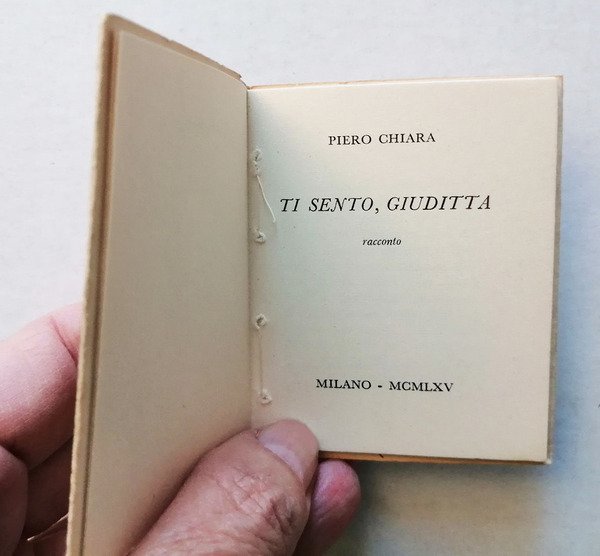 PIERO CHIARA
TI SENTO, GIUDITTA
racconto
MILANO - MCMLXV